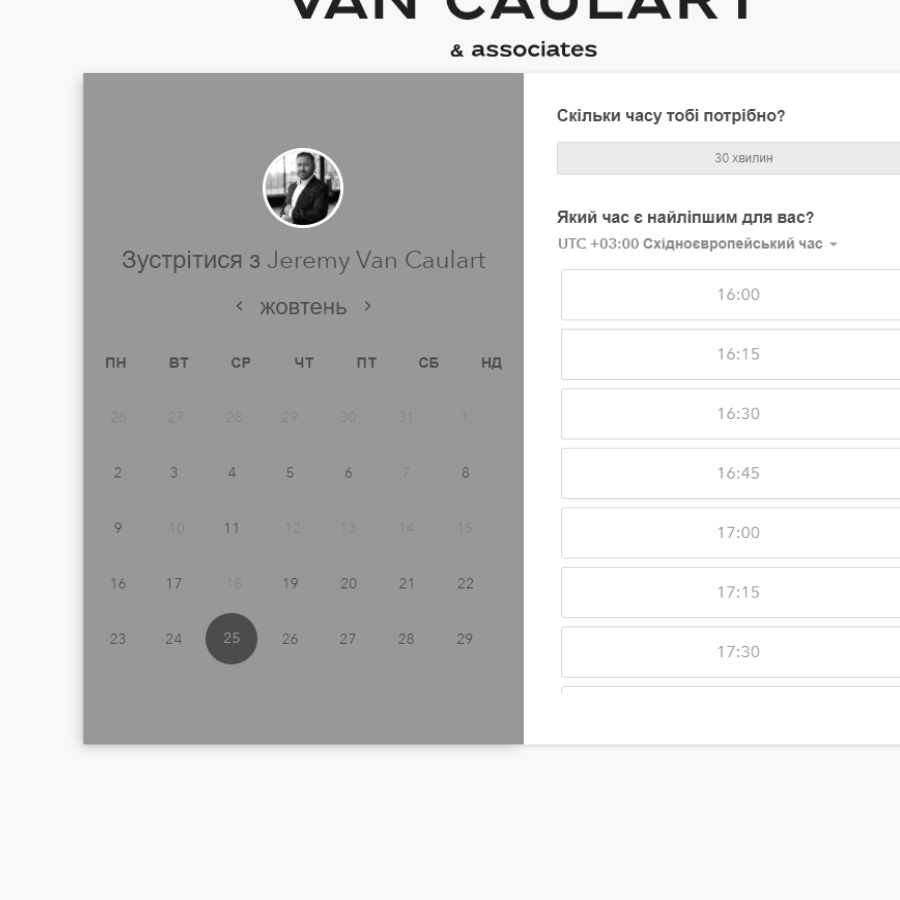 VAN CAULART
& associates
Зустрітися з Jeremy Van Caulart
жовтень
ПН ВТ СР ЧТ ПТ СБ НД
26 27 28 29 30 31 1
2 3 4 5 6 7 8
9 10 11 12 13 14 15
16 17 18 19 20 21 22
23 24 25 26 27 28 29
Скільки часу тобі потрібно?
30 хвилин
Який час є найліпшим для вас?
UTC +03:00 Східноєвропейський час
16:00
16:15
16:30
16:45
17:00
17:15
17:30